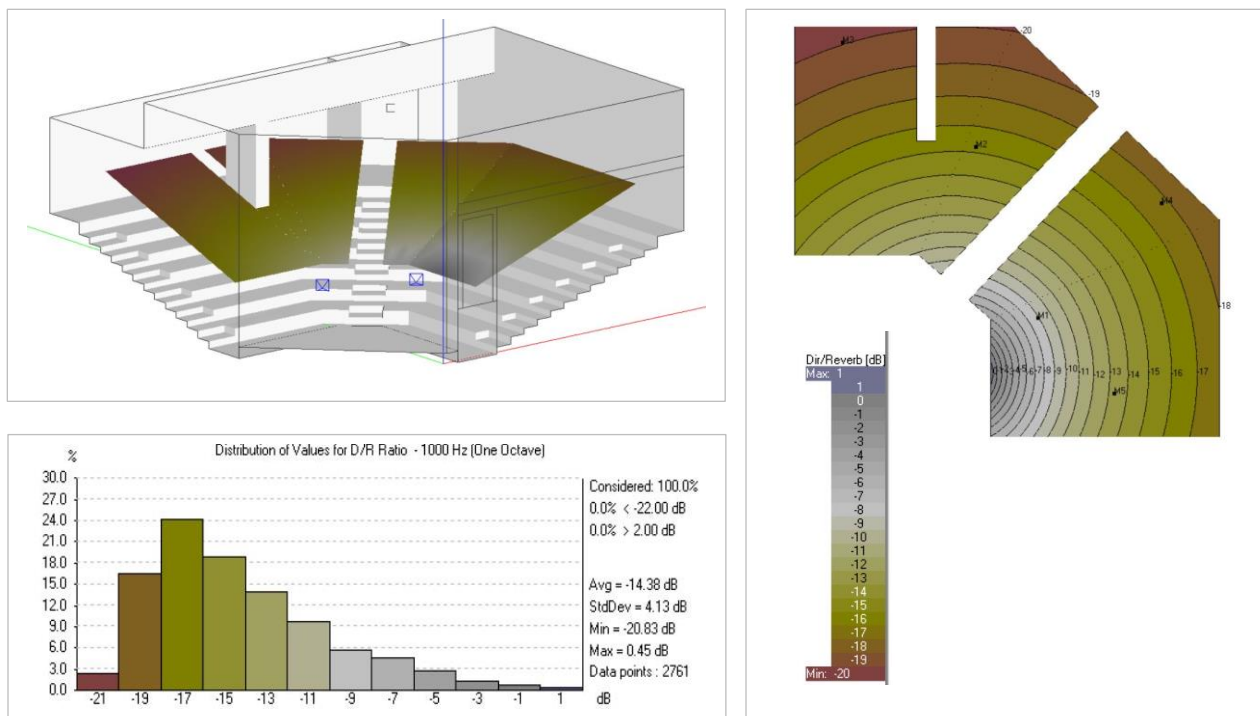 Distribution of Values for D/R Ratio - 1000 Hz (One Octave)
%
30.0
27.0
24.0
21.0
18.0
15.0
12.0
9.0
6.0
3.0
0.0
-21 -19 -17 -15 -13 -11 -9 -7 -5 -3 -1 1 dB
Considered: 100.0%
0.0% < -22.00 dB
0.0% > 2.00 dB
Avg = -14.38 dB
StdDev = 4.13 dB
Min = -20.83 dB
Max = 0.45 dB
Data points : 2761
-20
M3
-19
M2
M4
-18
M1
-5 -6 -7 -8 -9 -10 -11 -12 -13 -14 -15 -16 -17
M5
Dir/Reverb [dB]
Max: 1
1
0
-1
-2
-3
-4
-5
-6
-7
-8
-9
-10
-11
-12
-13
-14
-15
-16
-17
-18
-19
Min: -20